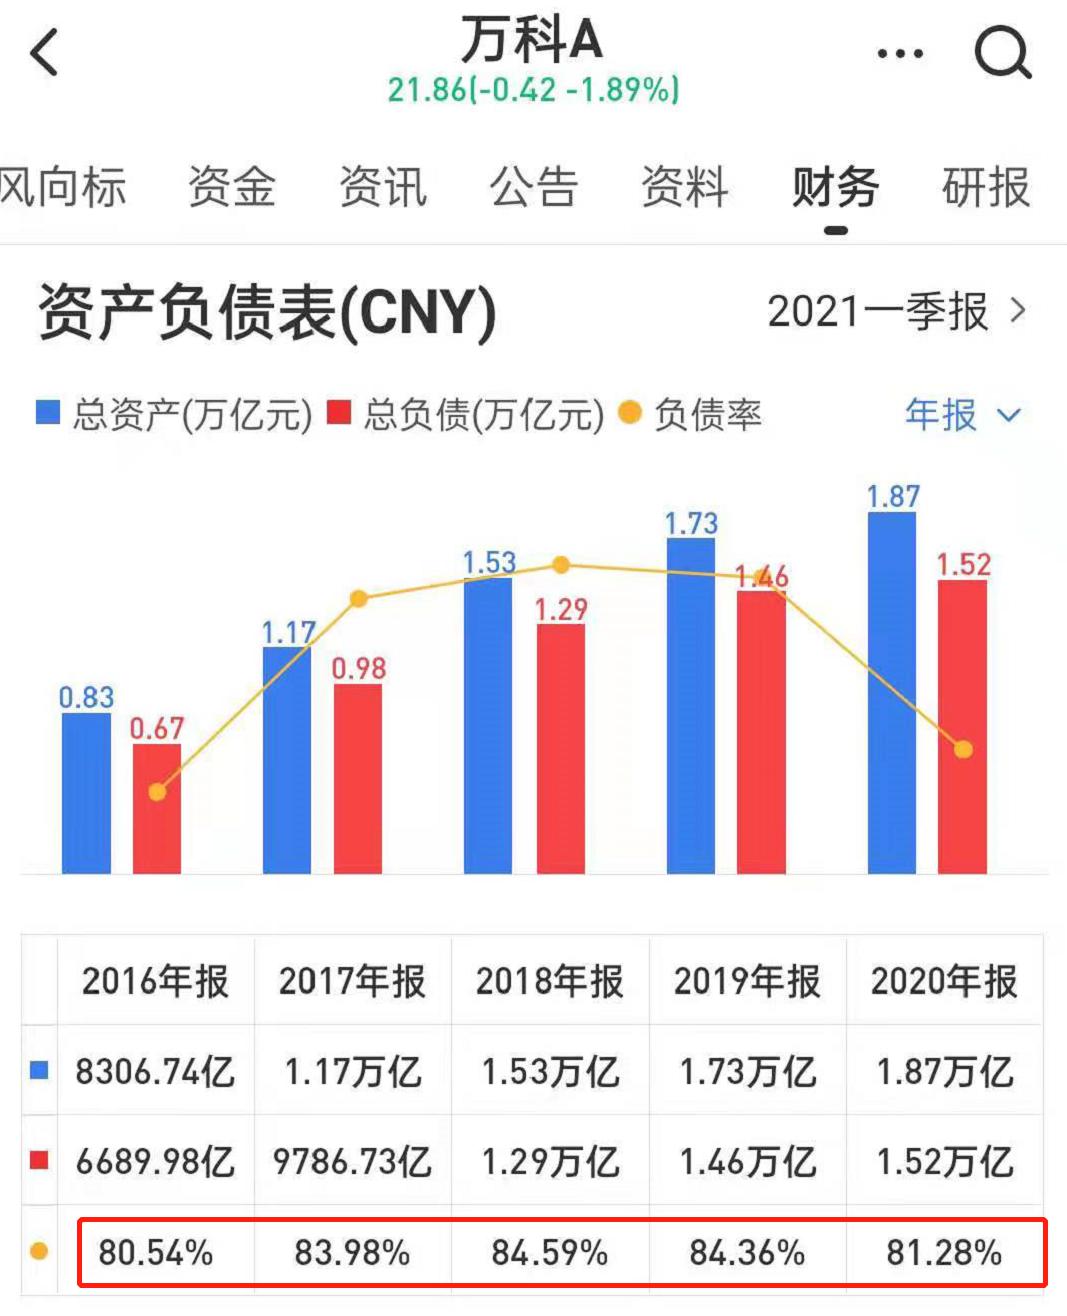 万科A
21.86(-0.42 -1.89%)
风向标 资金 资讯 公告 资料 财务 研报
资产负债表(CNY) 2021一季报
总资产(万亿元) 总负债(万亿元) 负债率 年报
0.83 0.67 1.17 0.98 1.53 1.29 1.73 1.46 1.87 1.52
2016年报 2017年报 2018年报 2019年报 2020年报
8306.74亿 1.17万亿 1.53万亿 1.73万亿 1.87万亿
6689.98亿 9786.73亿 1.29万亿 1.46万亿 1.52万亿
80.54% 83.98% 84.59% 84.36% 81.28%